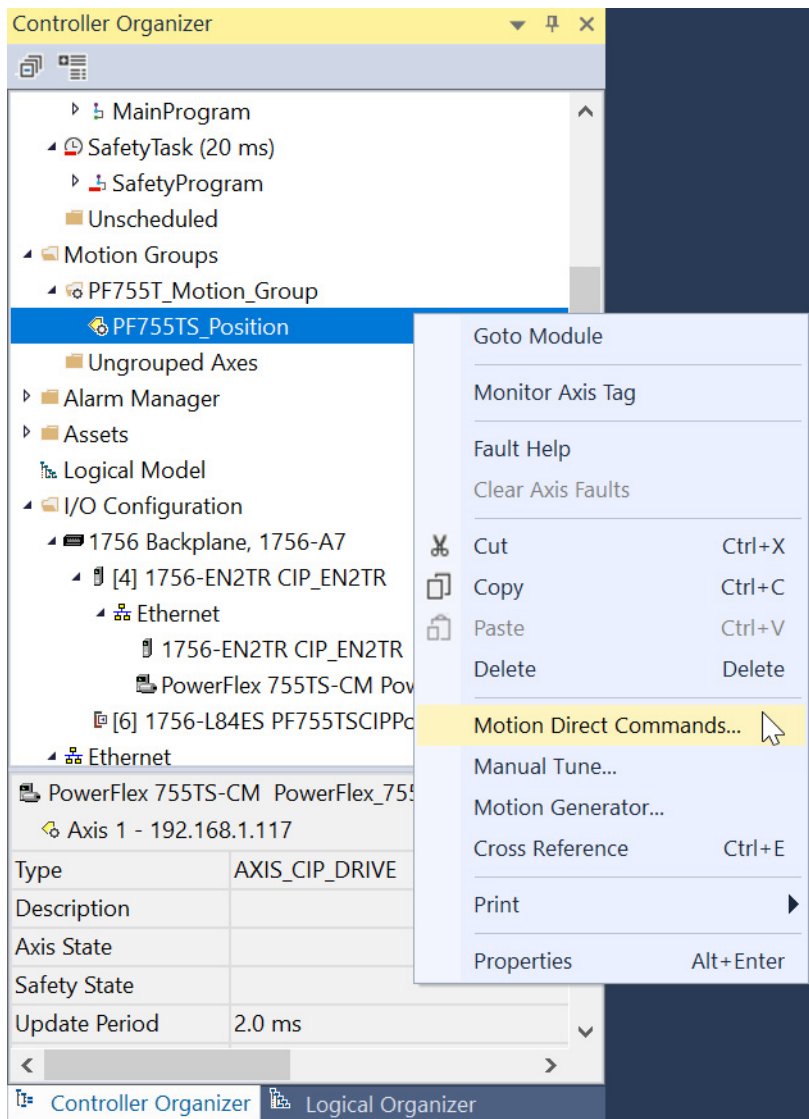 Controller Organizer
MainProgram
SafetyTask (20 ms)
SafetyProgram
Unscheduled
Motion Groups
PF755T_Motion_Group
PF755TS_Position
Ungrouped Axes
Alarm Manager
Assets
Logical Model
I/O Configuration
1756 Backplane, 1756-A7
[4] 1756-EN2TR CIP_EN2TR
Ethernet
1756-EN2TR CIP_EN2TR
PowerFlex 755TS-CM Pow
[6] 1756-L84ES PF755TSCIPPo
Ethernet
Goto Module
Monitor Axis Tag
Fault Help
Clear Axis Faults
Cut Ctrl+X
Copy Ctrl+C
Paste Ctrl+V
Delete Delete
Motion Direct Commands...
Manual Tune...
Motion Generator...
Cross Reference Ctrl+E
Print
Properties Alt+Enter
PowerFlex 755TS-CM PowerFlex_755
Axis 1 - 192.168.1.117
Type AXIS_CIP_DRIVE
Description
Axis State
Safety State
Update Period 2.0 ms
Controller Organizer Logical Organizer